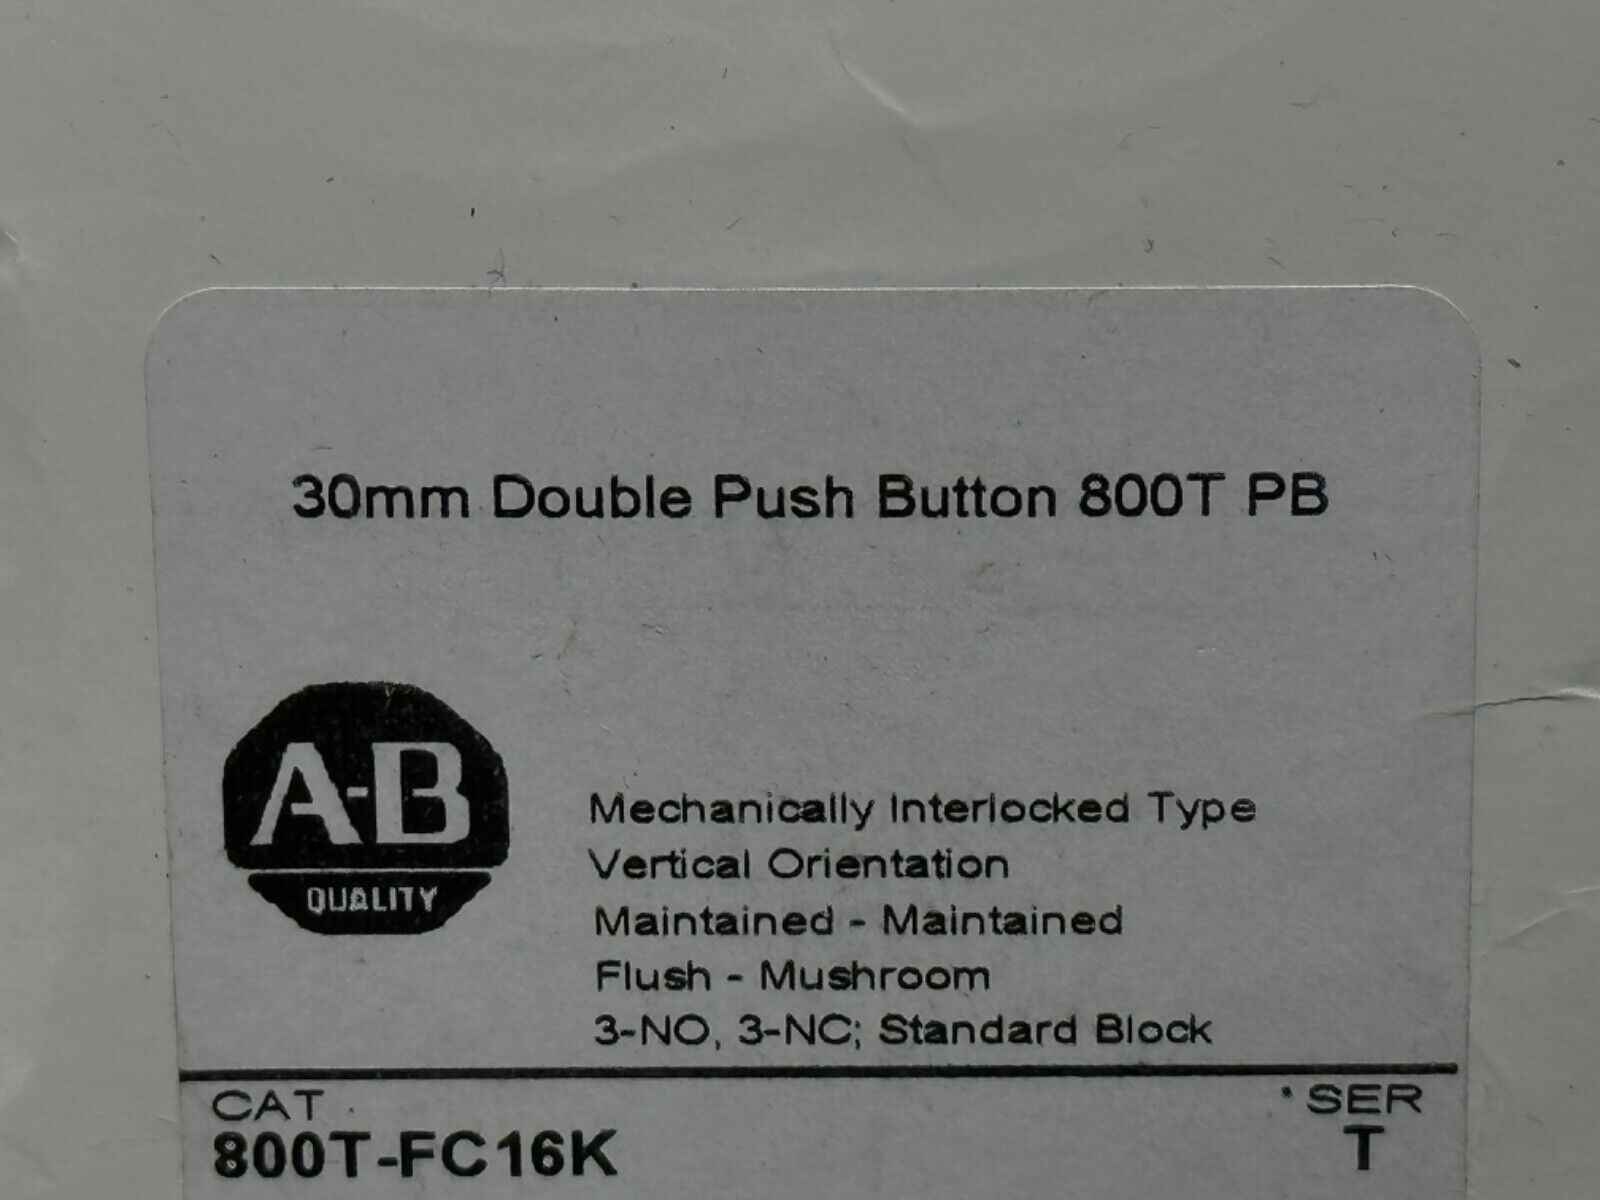 30mm Double Push Button 800T PB
A-B
QUALITY
Mechanically Interlocked Type
Vertical Orientation
Maintained - Maintained
Flush - Mushroom
3-NO, 3-NC; Standard Block
CAT SER
800T-FC16K T